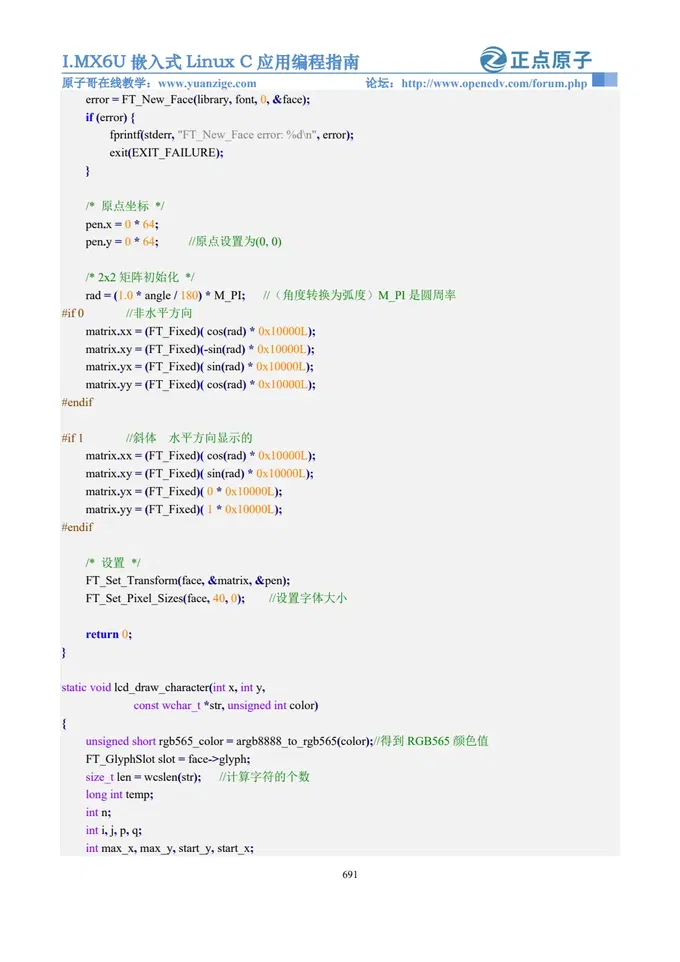 I.MX6U 嵌入式 Linux C 应用编程指南
正点原子
原子哥在线教学：www.yuanzige.com 论坛：http://www.openedv.com/forum.php
error = FT_New_Face(library, font, 0, &face);
if (error) {
fprintf(stderr, "FT_New_Face error: %d\n", error);
exit(EXIT_FAILURE);
}
/* 原点坐标 */
pen.x = 0 * 64;
pen.y = 0 * 64; //原点设置为(0, 0)
/* 2x2 矩阵初始化 */
rad = (1.0 * angle / 180) * M_PI; //（角度转换为弧度）M_PI 是圆周率
#if 0 //非水平方向
matrix.xx = (FT_Fixed)( cos(rad) * 0x10000L);
matrix.xy = (FT_Fixed)(-sin(rad) * 0x10000L);
matrix.yx = (FT_Fixed)( sin(rad) * 0x10000L);
matrix.yy = (FT_Fixed)( cos(rad) * 0x10000L);
#endif
#if 1 //斜体 水平方向显示的
matrix.xx = (FT_Fixed)( cos(rad) * 0x10000L);
matrix.xy = (FT_Fixed)( sin(rad) * 0x10000L);
matrix.yx = (FT_Fixed)( 0 * 0x10000L);
matrix.yy = (FT_Fixed)( 1 * 0x10000L);
#endif
/* 设置 */
FT_Set_Transform(face, &matrix, &pen);
FT_Set_Pixel_Sizes(face, 40, 0); //设置字体大小
return 0;
}
static void lcd_draw_character(int x, int y,
const wchar_t *str, unsigned int color)
{
unsigned short rgb565_color = argb8888_to_rgb565(color);//得到 RGB565 颜色值
FT_GlyphSlot slot = face->glyph;
size_t len = wcslen(str); //计算字符的个数
long int temp;
int n;
int i, j, p, q;
int max_x, max_y, start_y, start_x;
691